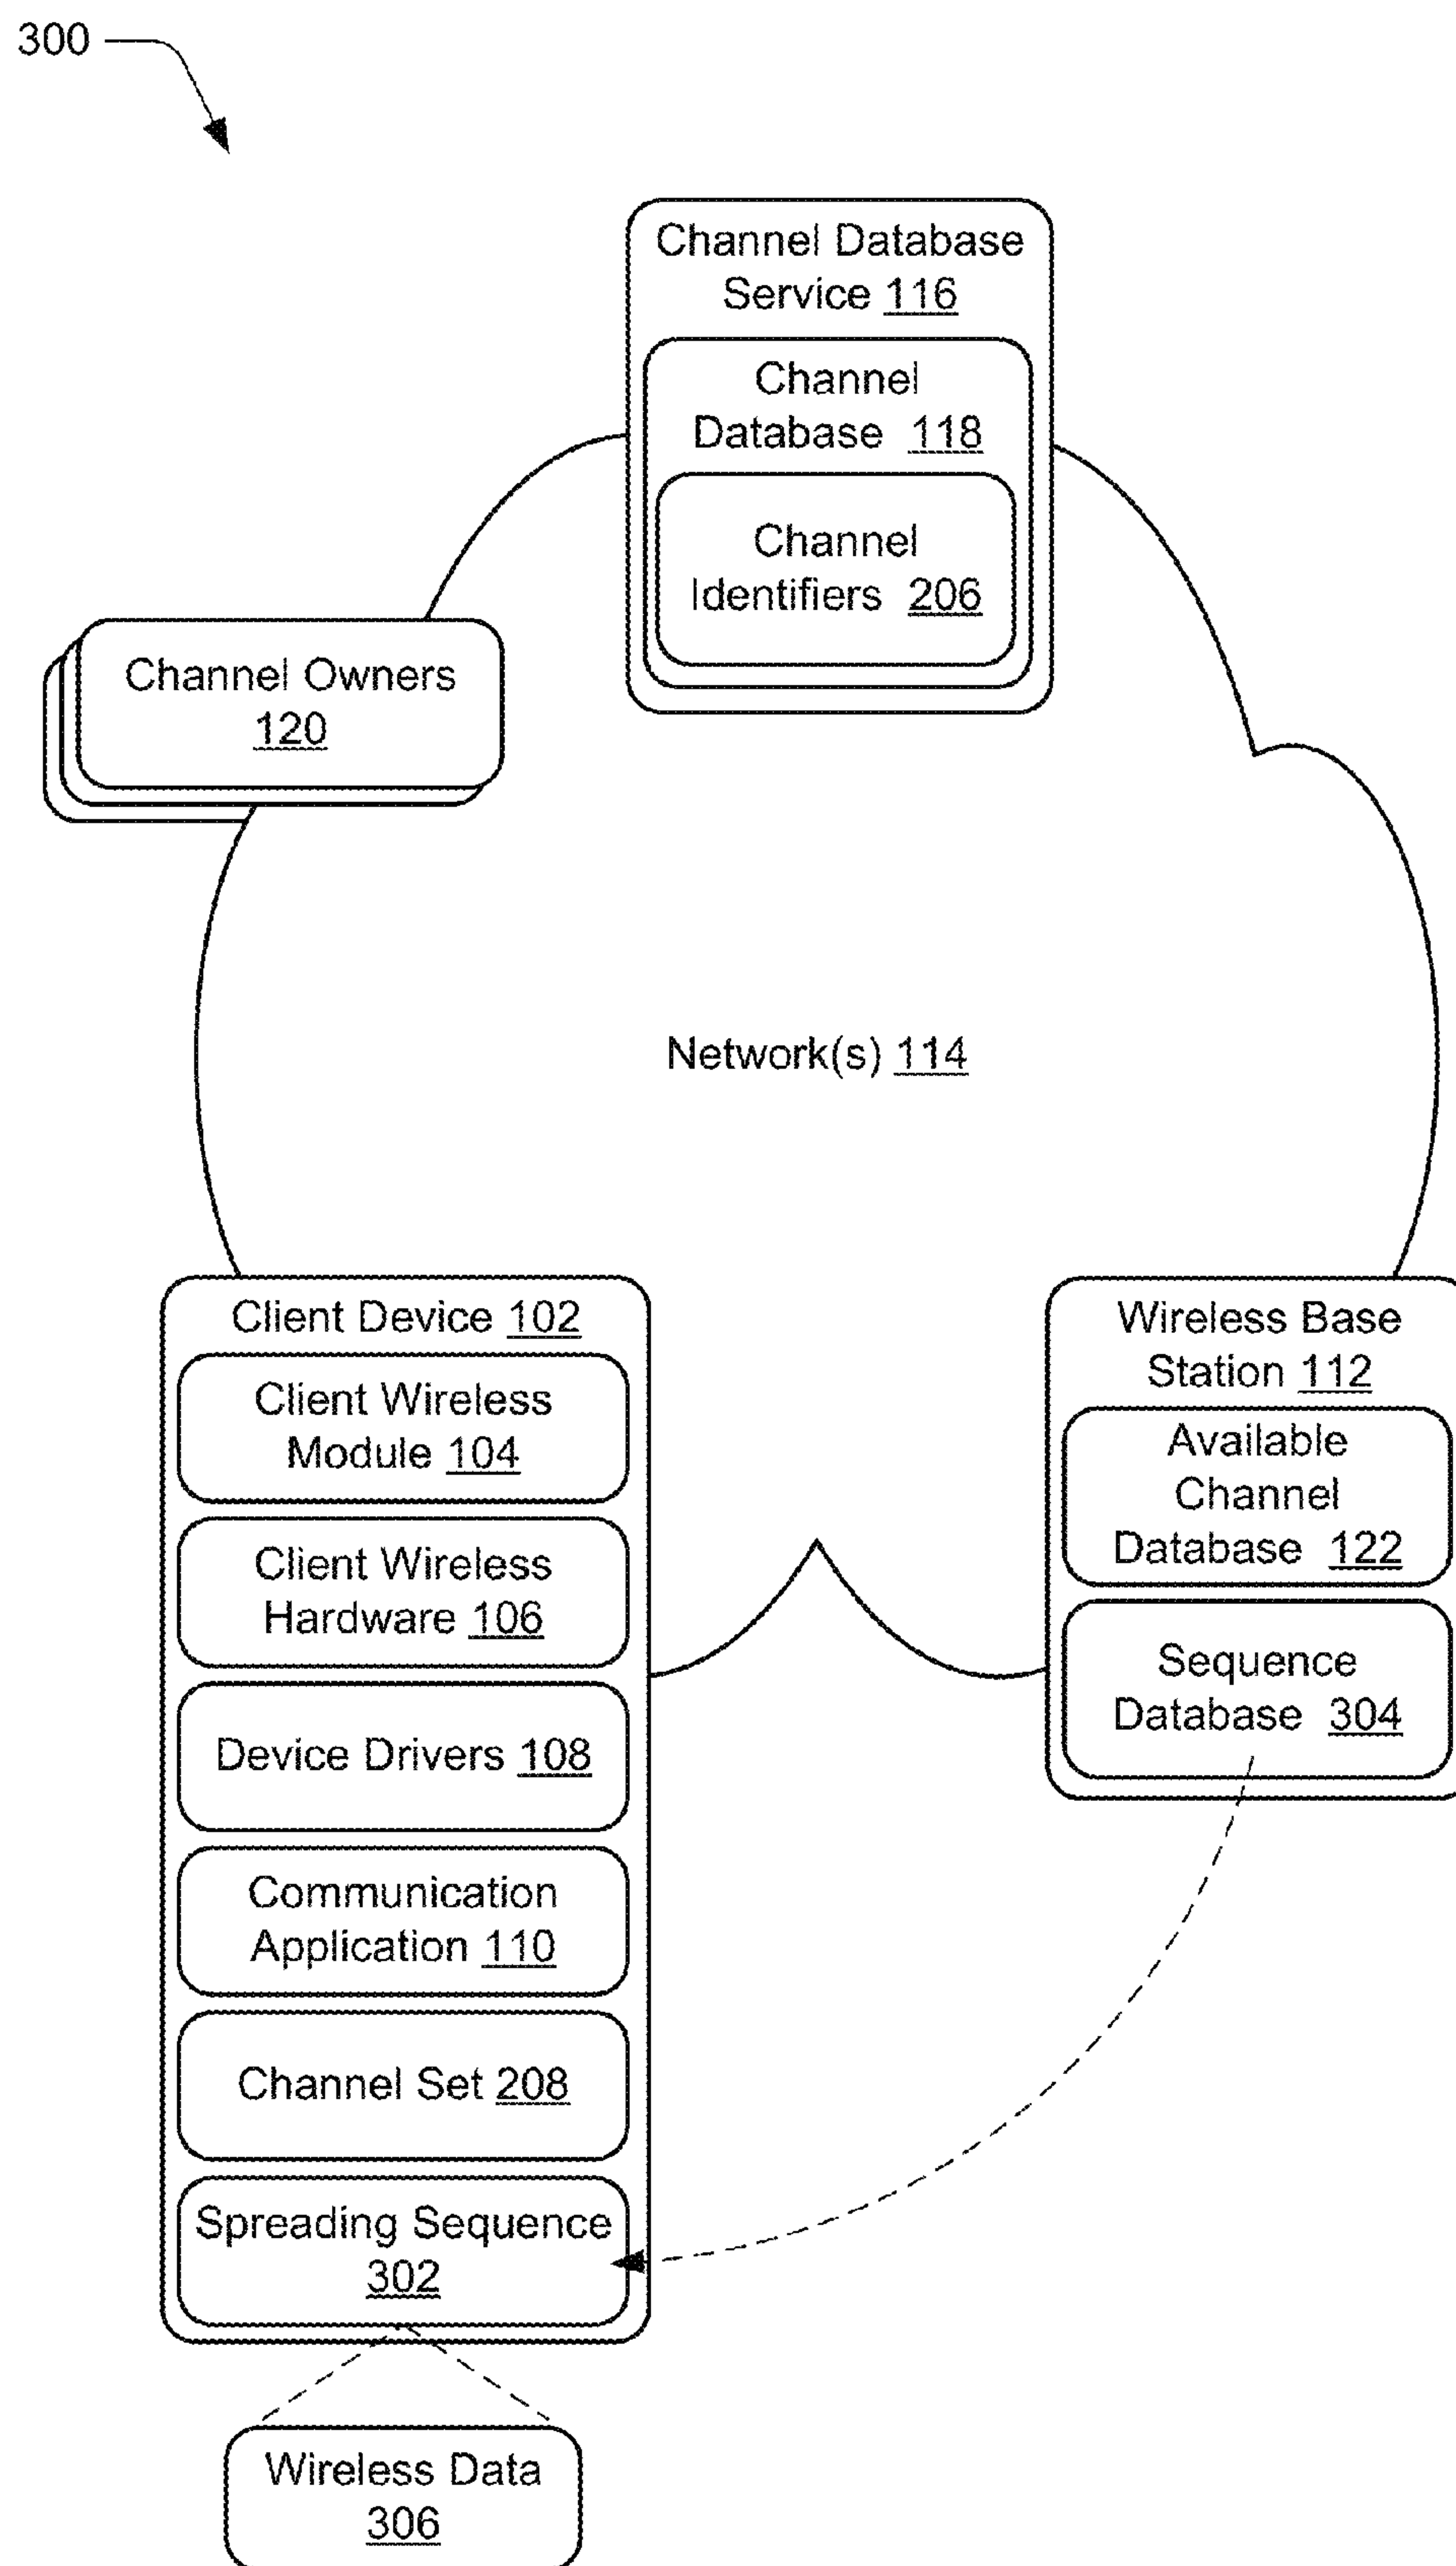 300
Channel Database
Service 116
Channel
Database 118
Channel
Identifiers 206
Channel Owners
120
Network(s) 114
Client Device 102
Client Wireless
Module 104
Client Wireless
Hardware 106
Device Drivers 108
Communication
Application 110
Channel Set 208
Spreading Sequence
302
Wireless Base
Station 112
Available
Channel
Database 122
Sequence
Database 304
Wireless Data
306